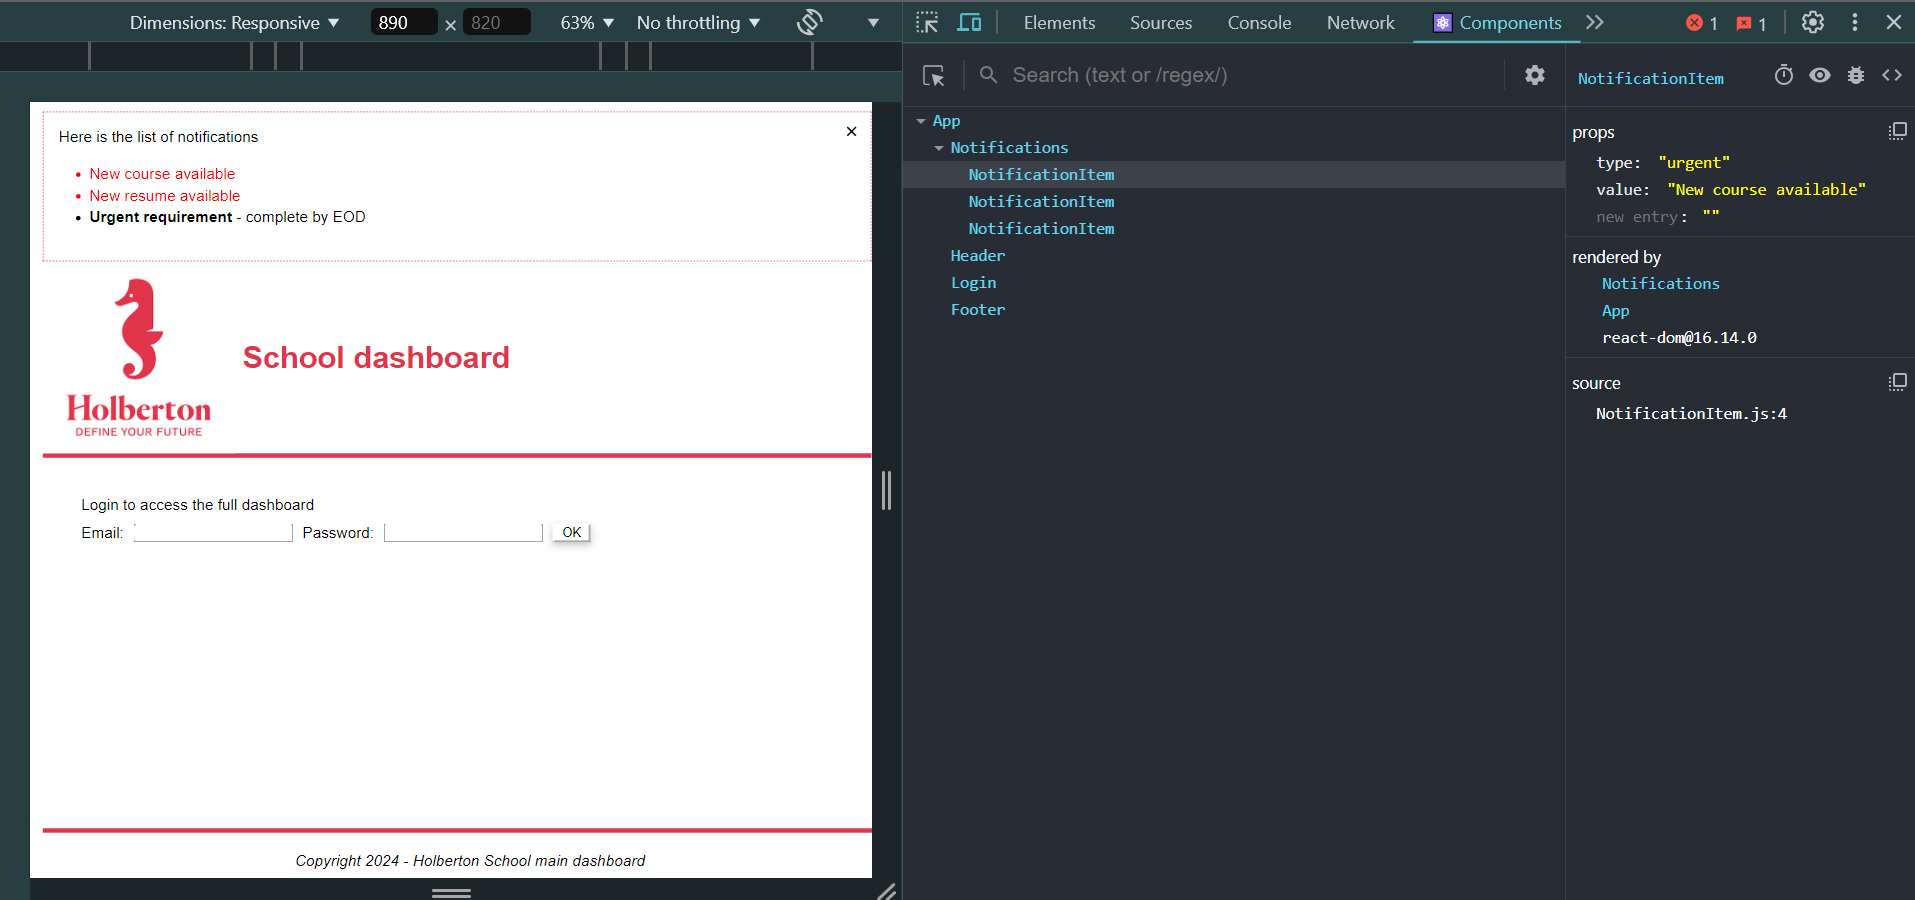 Dimensions: Responsive 890 × 820 63% No throttling
Elements Sources Console Network Components 1 1
Search (text or /regex/)
App
Notifications
NotificationItem
NotificationItem
NotificationItem
Header
Login
Footer
NotificationItem
props
type: "urgent"
value: "New course available"
new entry: ""
rendered by
Notifications
App
react-dom@16.14.0
source
NotificationItem.js:4
Here is the list of notifications
New course available
New resume available
Urgent requirement - complete by EOD
School dashboard
Holberton
DEFINE YOUR FUTURE
Login to access the full dashboard
Email: Password: OK
Copyright 2024 - Holberton School main dashboard